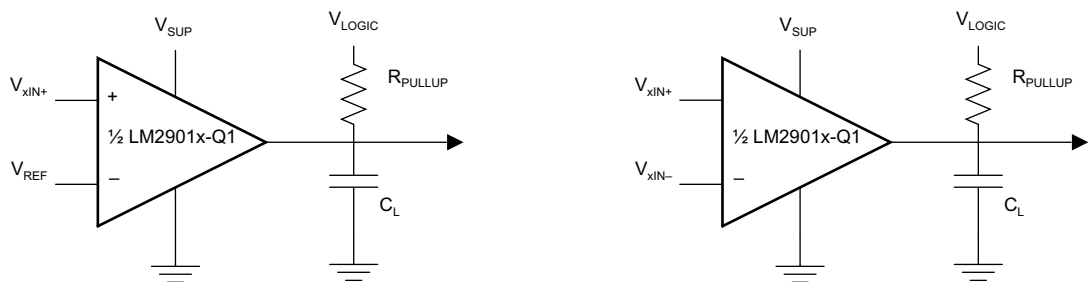 V_SUP
V_LOGIC
R_PULLUP
V_xIN+
+
½ LM2901x-Q1
V_REF
–
C_L
V_SUP
V_LOGIC
R_PULLUP
V_xIN+
½ LM2901x-Q1
V_xIN–
–
C_L